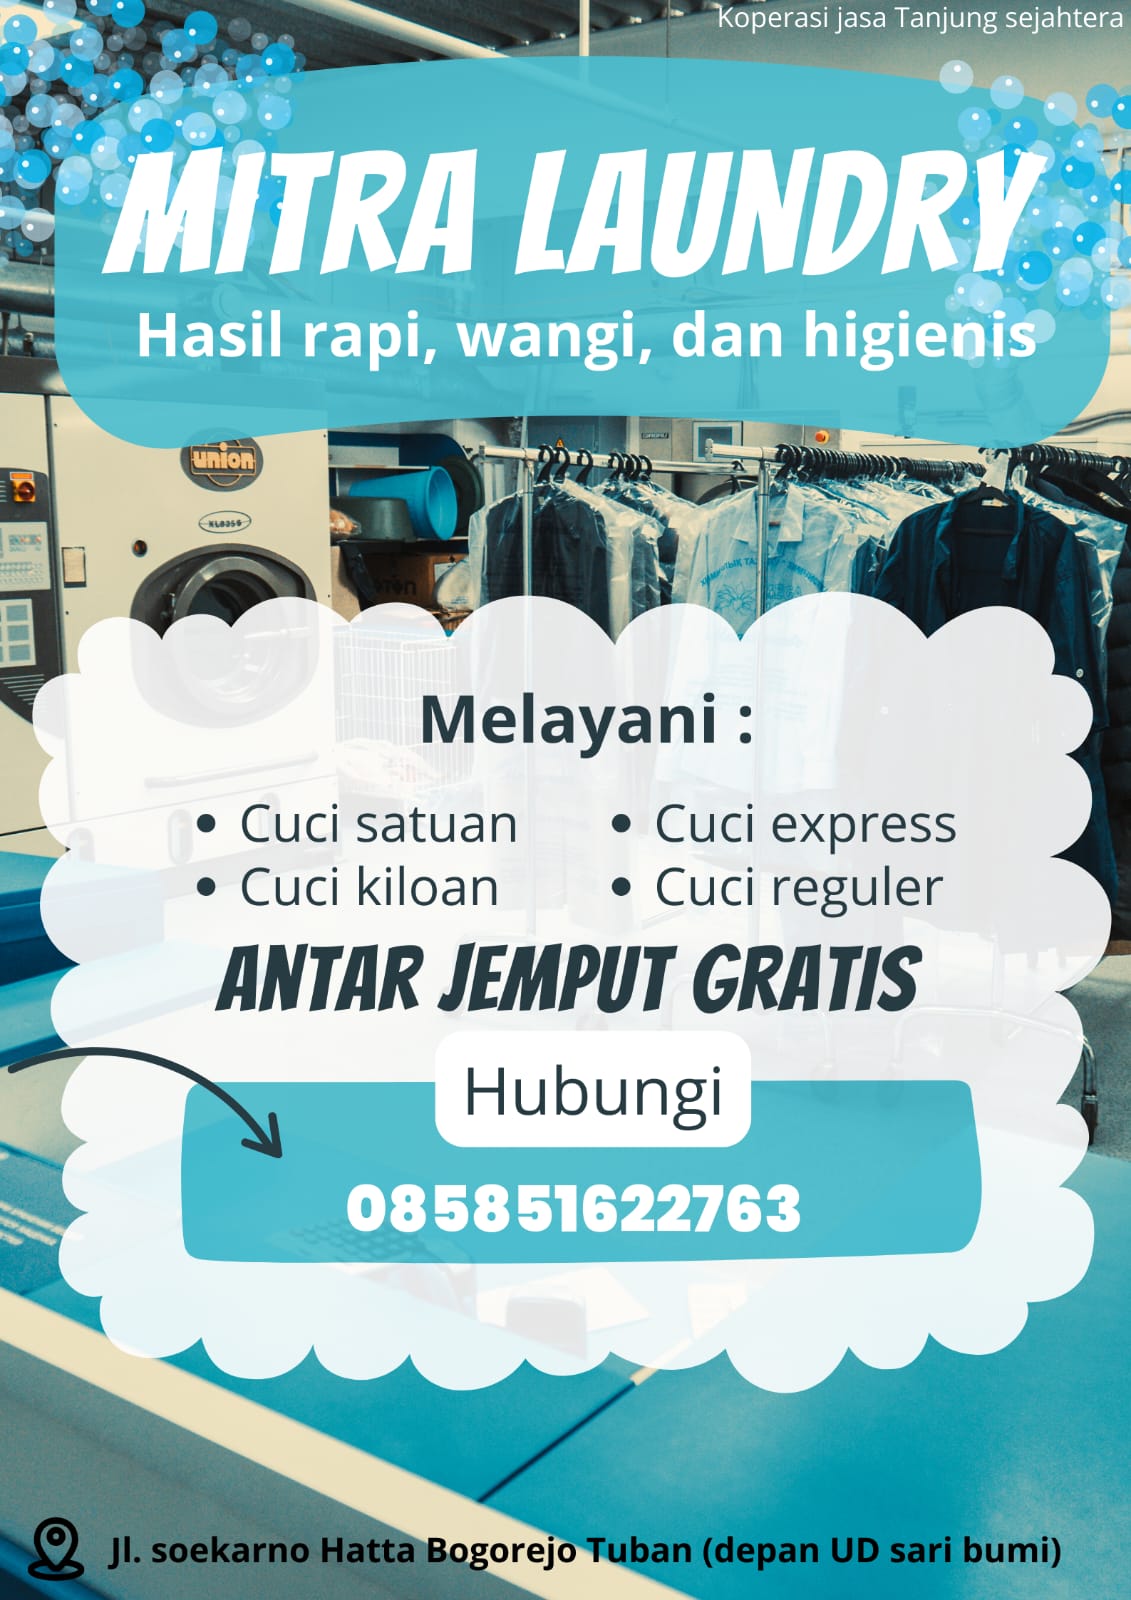 Koperasi jasa Tanjung sejahtera
MITRA LAUNDRY
Hasil rapi, wangi, dan higienis
union
Melayani :
• Cuci satuan
• Cuci kiloan
• Cuci express
• Cuci reguler
ANTAR JEMPUT GRATIS
Hubungi
085851622763
Jl. soekarno Hatta Bogorejo Tuban (depan UD sari bumi)